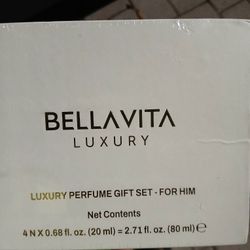 BELLAVITA
LUXURY
LUXURY PERFUME GIFT SET - FOR HIM
Net Contents
4 N X 0.68 fl. oz. (20 ml) = 2.71 fl. oz. (80 ml) ℮